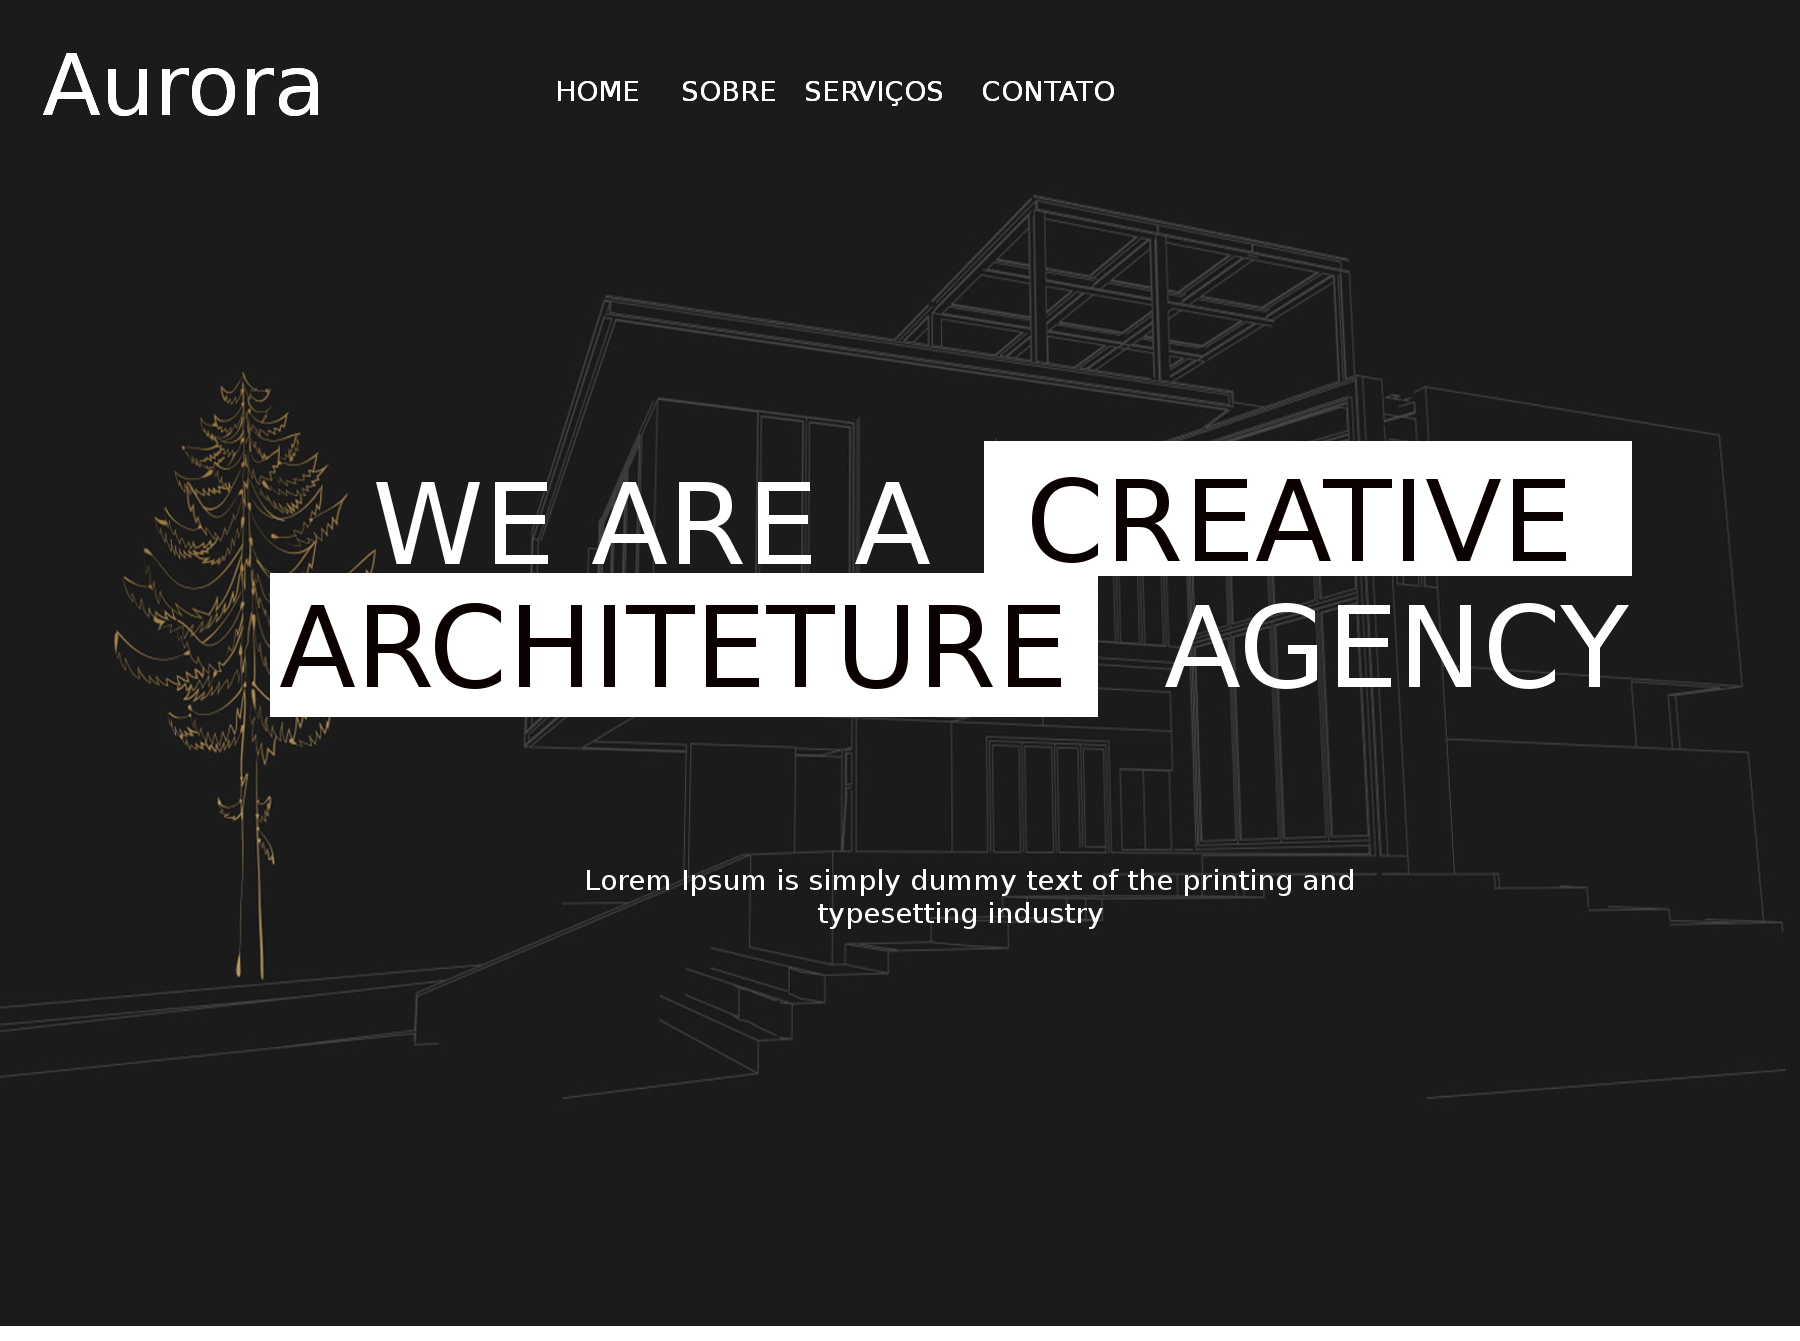 Aurora
HOME SOBRE SERVIÇOS CONTATO
WE ARE A CREATIVE
ARCHITETURE AGENCY
Lorem Ipsum is simply dummy text of the printing and
typesetting industry